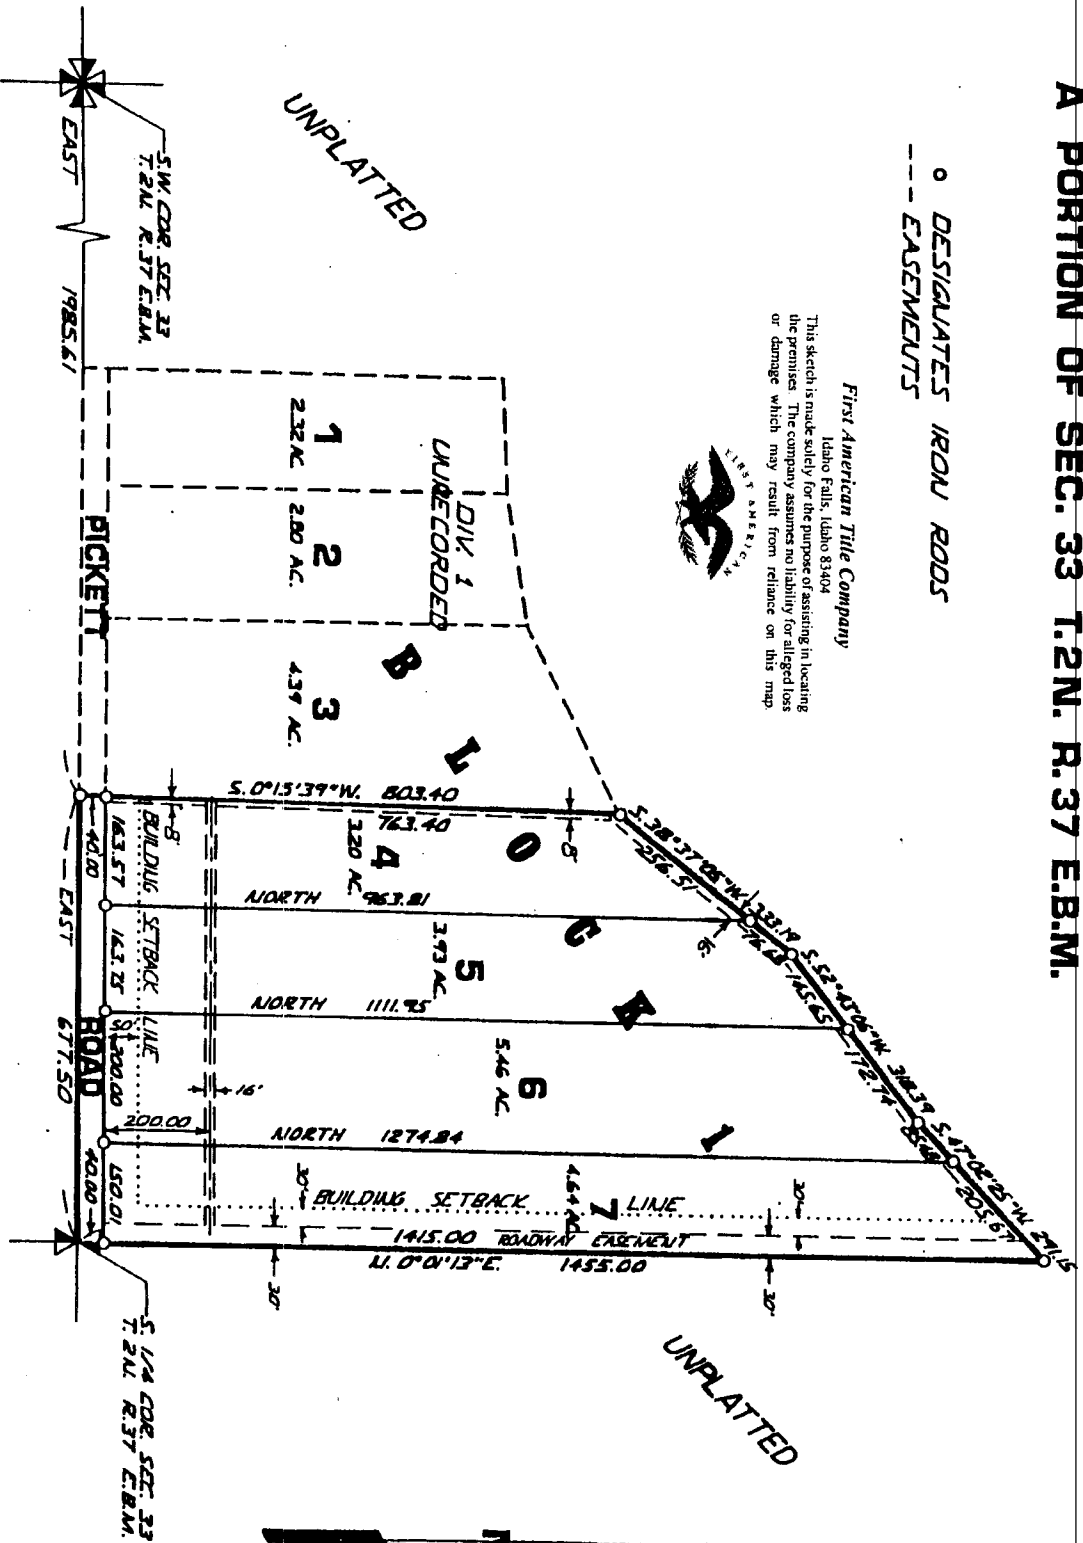 A PORTION OF SEC. 33 T.2N. R.37 E.B.M.
DESIGNATES IRON RODS
--- EASEMENTS
First American Title Company
Idaho Falls, Idaho 83404
This sketch is made solely for the purpose of assisting in locating
the premises. The company assumes no liability for alleged loss
or damage which may result from reliance on this map.
FIRST AMERICAN
UNPLATTED
S.W. COR. SEC. 33
T.2N. R.37 E.B.M.
EAST 1985.61
DIV. 1
UNRECORDED
1
2.32 AC.
2
2.80 AC.
3
4.39 AC.
BLOCK 1
PICKETT ROAD
S. 0°15'39"W. 803.40
763.40
8'
8'
4
3.20 AC.
NORTH 963.81
5
3.93 AC.
NORTH 1111.95
6
5.46 AC.
NORTH 1274.84
7
4.64 AC.
BUILDING SETBACK LINE
BUILDING SETBACK LINE
1415.00 ROADWAY EASEMENT
N. 0°01'13"E. 1455.00
30'
30'
30'
30'
16'
200.00
50'
40.00
163.57
163.75
200.00
150.01
40.00
EAST 677.50
S.38°37'05"W. 333.19
256.51
76.68
S.52°43'06"W. 318.39
145.65
172.74
S.47°02'25"W. 291.15
205.67
UNPLATTED
S. 1/4 COR. SEC. 33
T.2N. R.37 E.B.M.